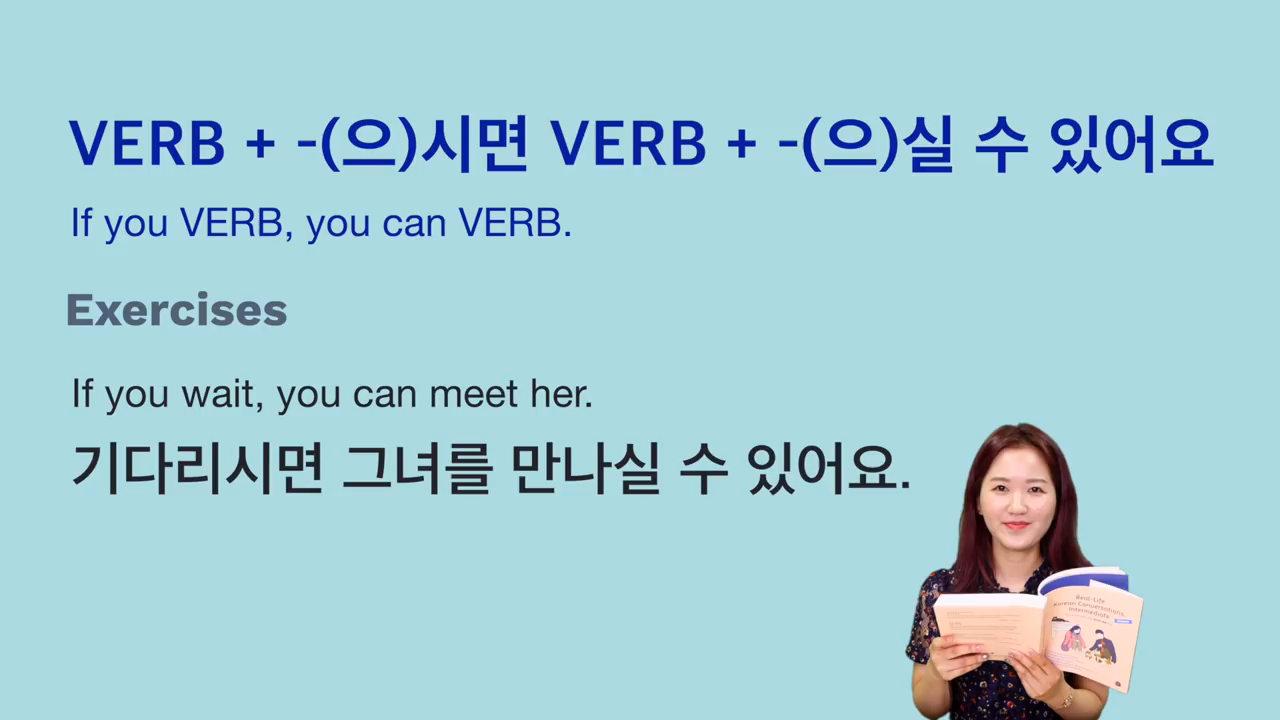 VERB + -(으)시면 VERB + -(으)실 수 있어요
If you VERB, you can VERB.
Exercises
If you wait, you can meet her.
기다리시면 그녀를 만나실 수 있어요.
Real-Life
Korean Conversations:
Intermediate